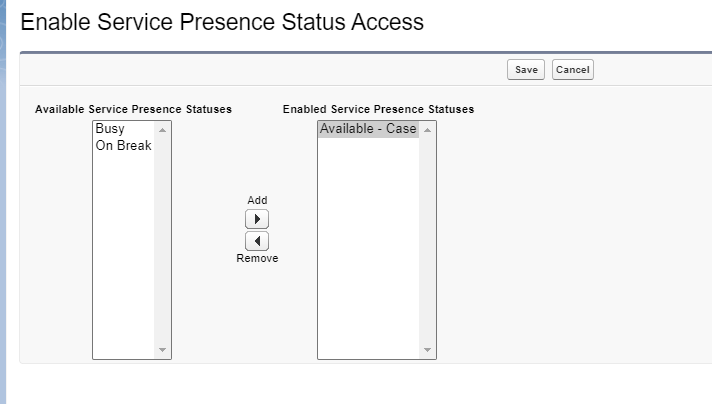 Enable Service Presence Status Access
Save Cancel
Available Service Presence Statuses Enabled Service Presence Statuses
Busy Available - Case
On Break
Add
Remove